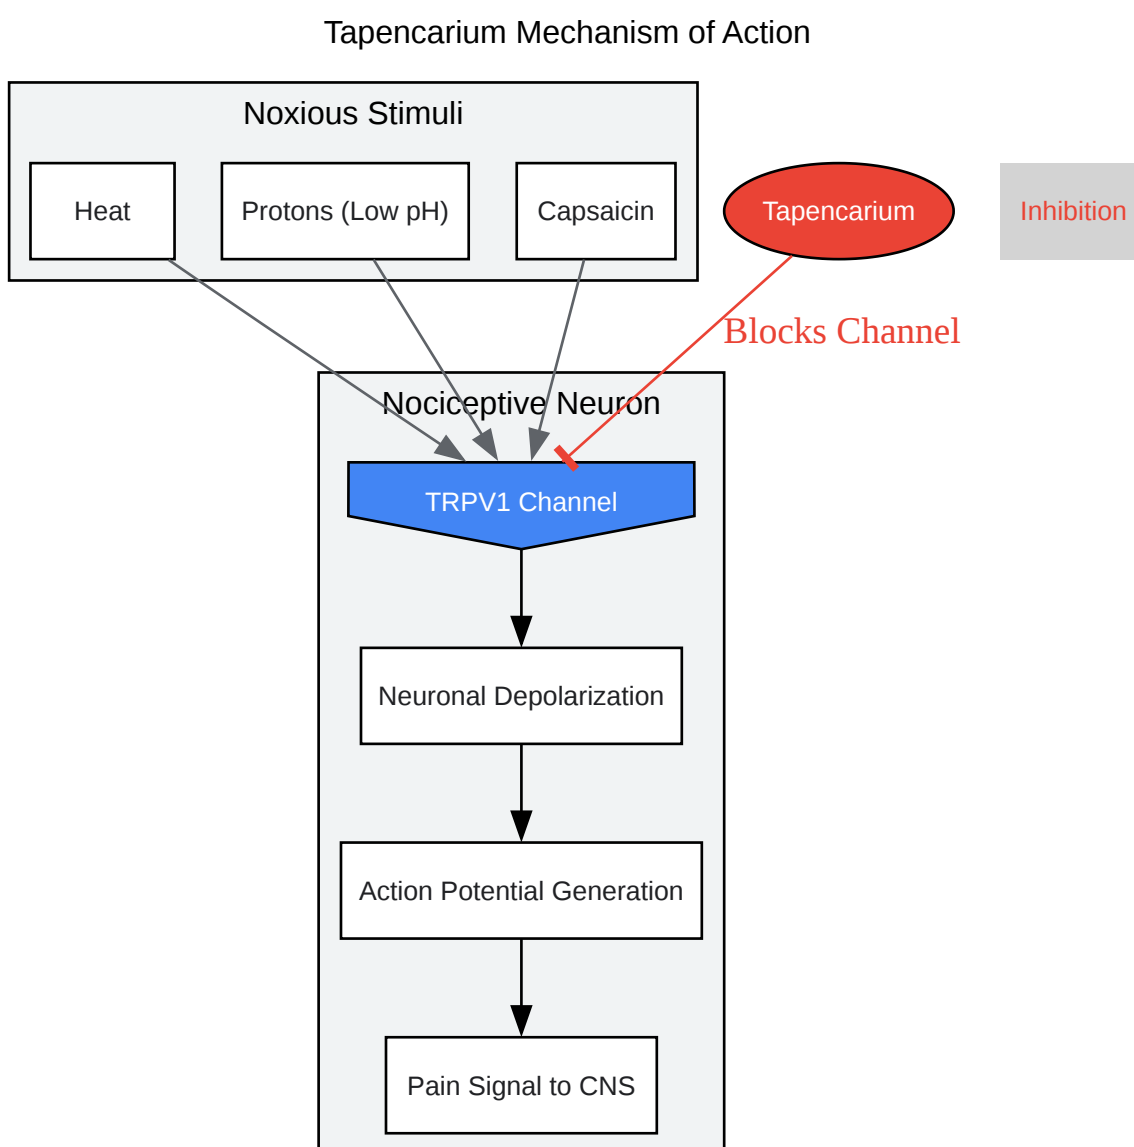 Tapencarium Mechanism of Action
Noxious Stimuli
Heat
Protons (Low pH)
Capsaicin
Tapencarium
Inhibition
Blocks Channel
Nociceptive Neuron
TRPV1 Channel
Neuronal Depolarization
Action Potential Generation
Pain Signal to CNS